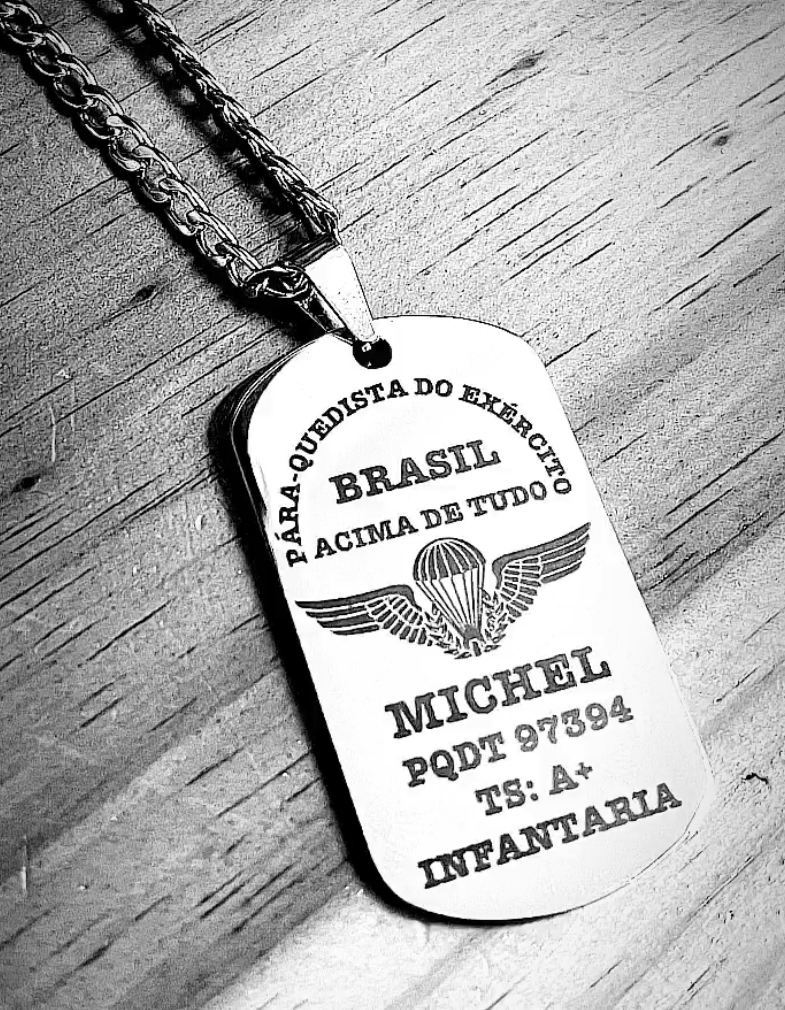 PÁRA-QUEDISTA DO EXÉRCITO
BRASIL
ACIMA DE TUDO
MICHEL
PQDT 97394
TS: A+
INFANTARIA